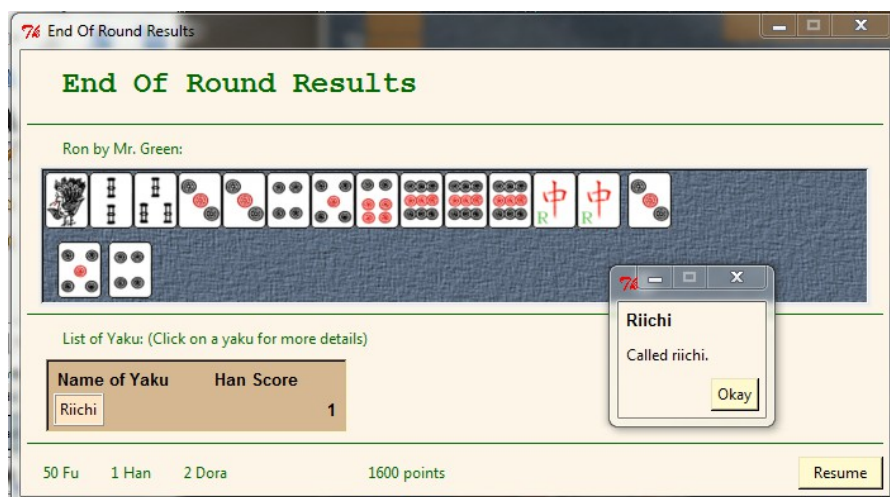 End Of Round Results
End Of Round Results
Ron by Mr. Green:
中 中
R R
List of Yaku: (Click on a yaku for more details)
Name of Yaku Han Score
Riichi 1
Riichi
Called riichi.
Okay
50 Fu 1 Han 2 Dora 1600 points
Resume